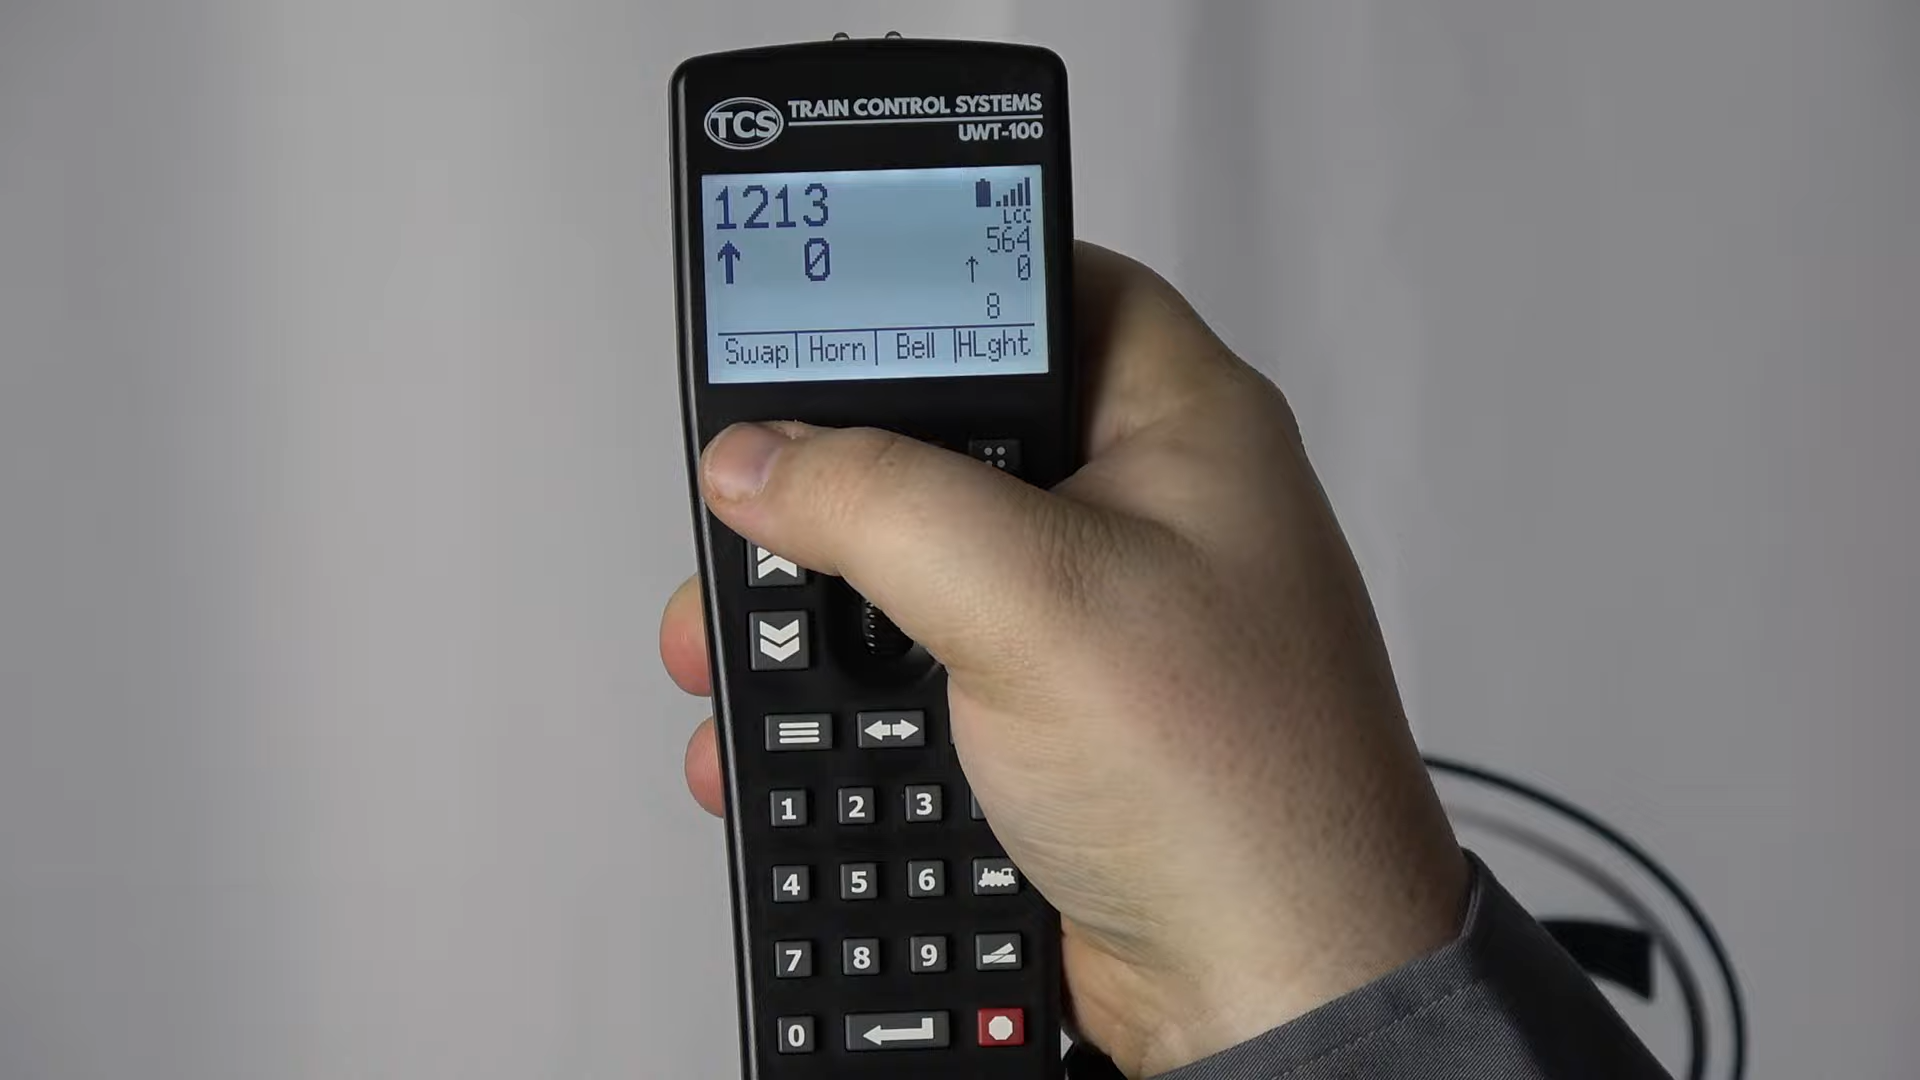 TCS TRAIN CONTROL SYSTEMS
UWT-100
1213
LCC
564
↑ 0
↑ 0
8
Swap Horn Bell HLght
1 2 3
4 5 6
7 8 9
0